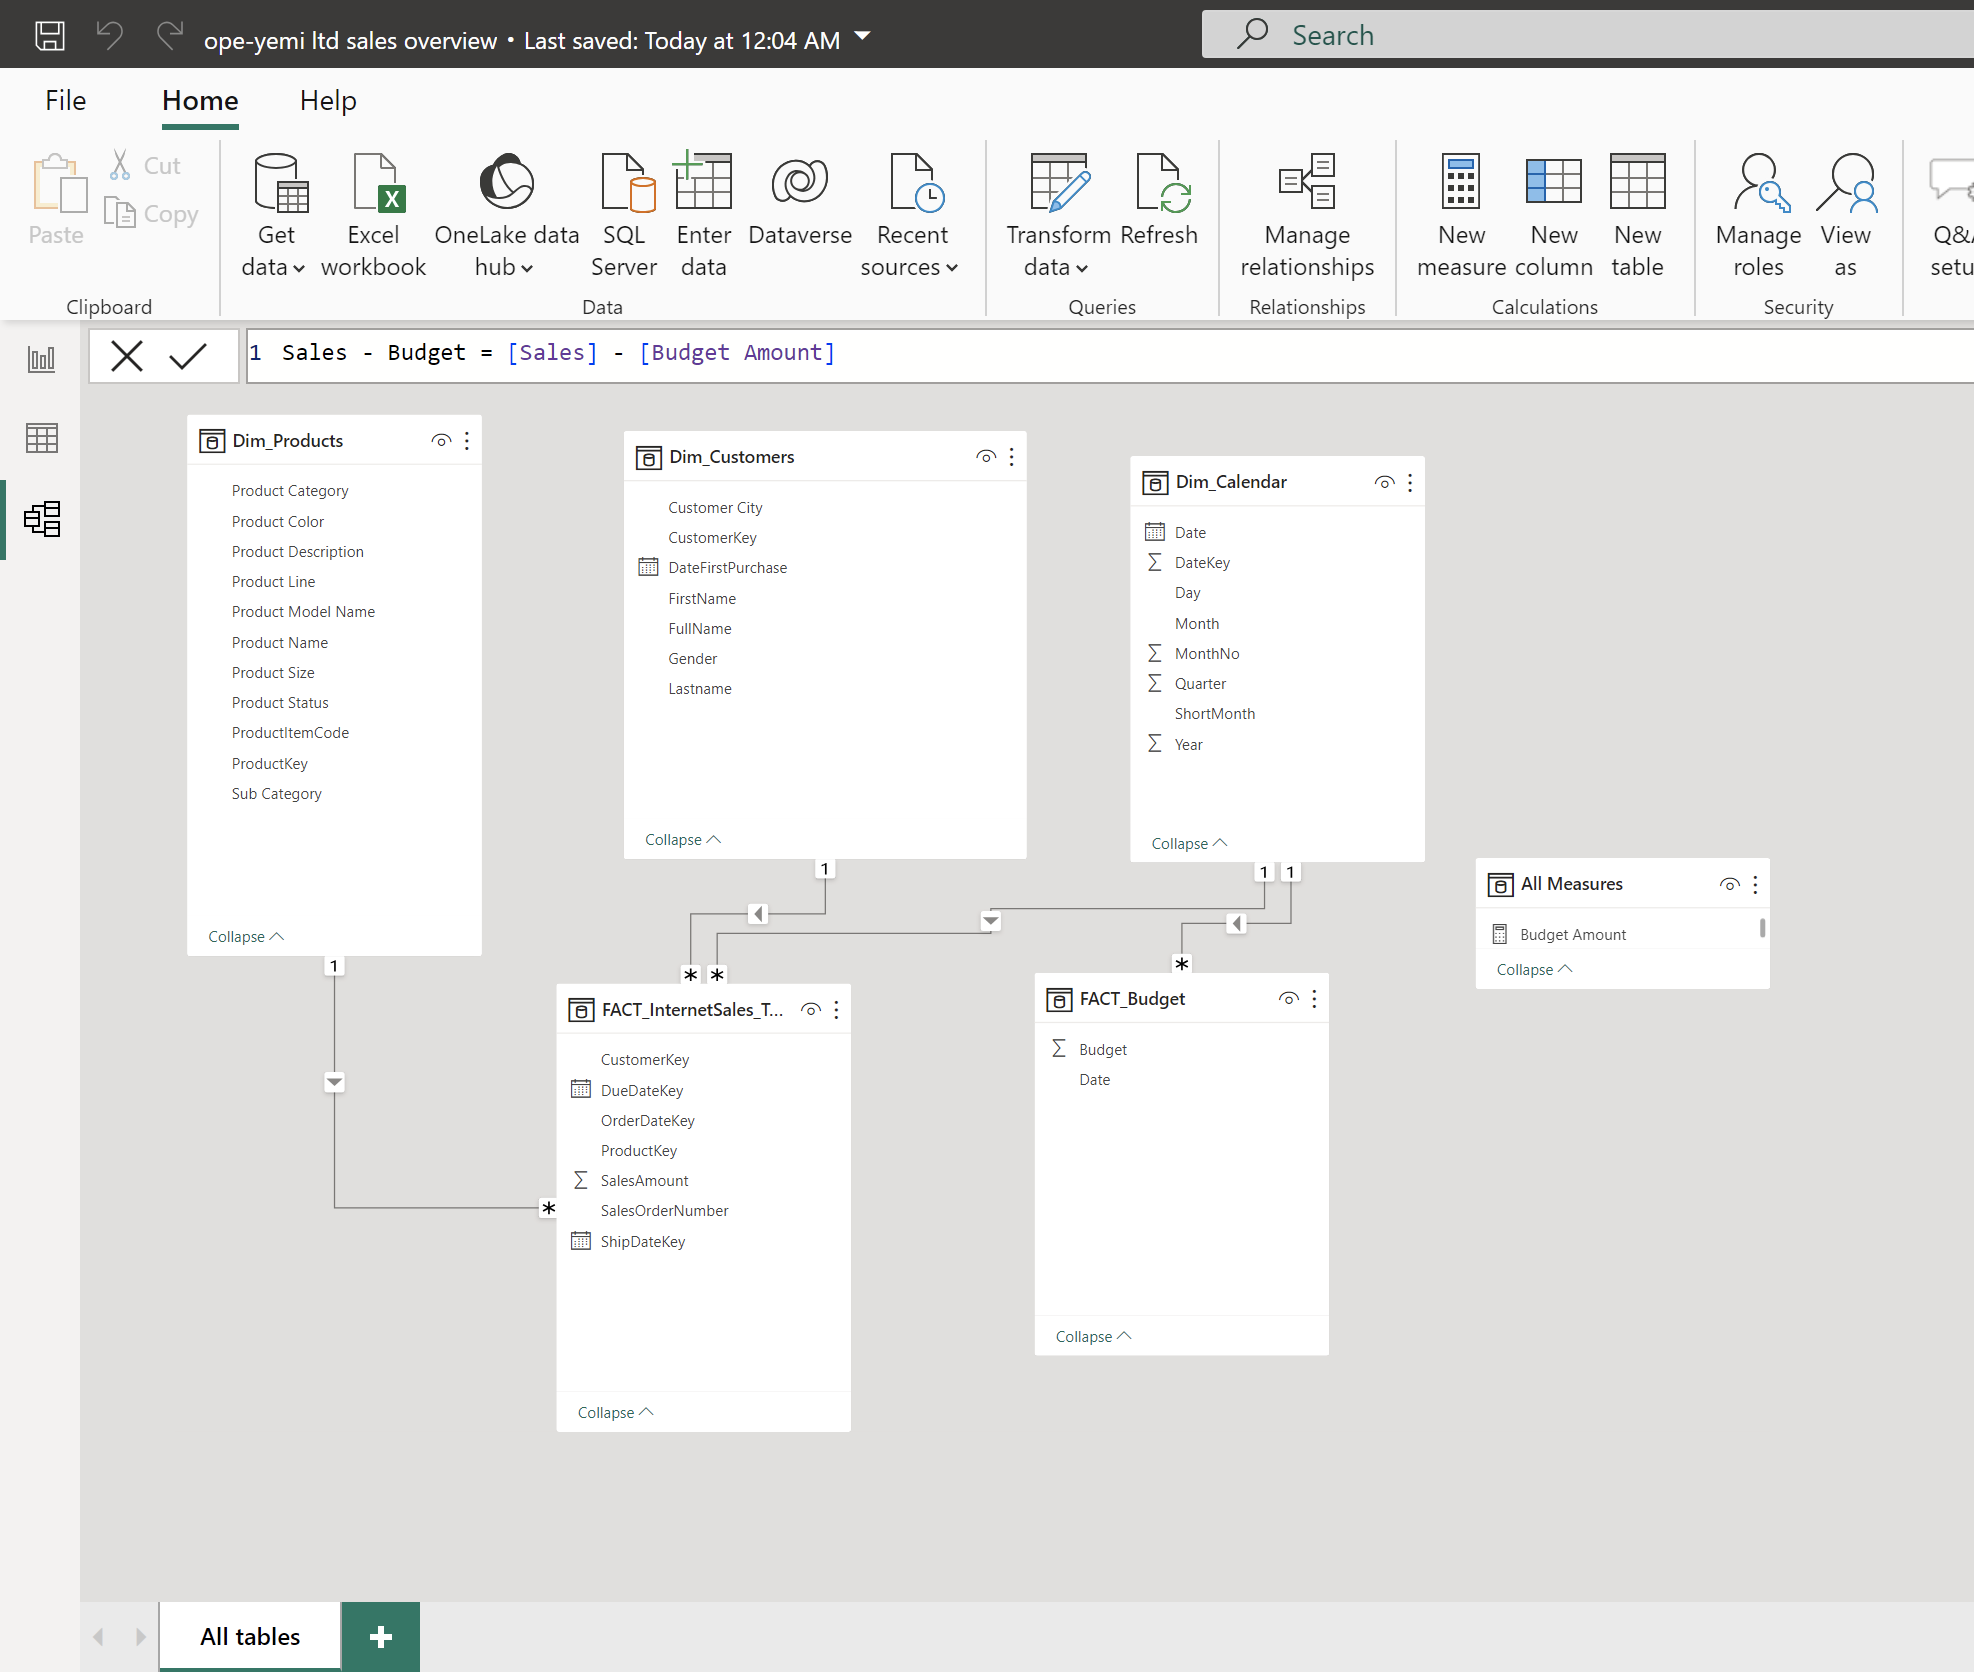 ope-yemi ltd sales overview • Last saved: Today at 12:04 AM
Search
File Home Help
Paste
Cut
Copy
Clipboard
Get data
Excel workbook
OneLake data hub
SQL Server
Enter data
Dataverse
Recent sources
Data
Transform data
Refresh
Queries
Manage relationships
Relationships
New measure
New column
New table
Calculations
Manage roles
View as
Security
1 Sales - Budget = [Sales] - [Budget Amount]
Dim_Products
Product Category
Product Color
Product Description
Product Line
Product Model Name
Product Name
Product Size
Product Status
ProductItemCode
ProductKey
Sub Category
Collapse
1
Dim_Customers
Customer City
CustomerKey
DateFirstPurchase
FirstName
FullName
Gender
Lastname
Collapse
1
Dim_Calendar
Date
DateKey
Day
Month
MonthNo
Quarter
ShortMonth
Year
Collapse
1 1
All Measures
Budget Amount
Collapse
* *
*
*
FACT_InternetSales_T...
CustomerKey
DueDateKey
OrderDateKey
ProductKey
SalesAmount
SalesOrderNumber
ShipDateKey
Collapse
FACT_Budget
Budget
Date
Collapse
All tables